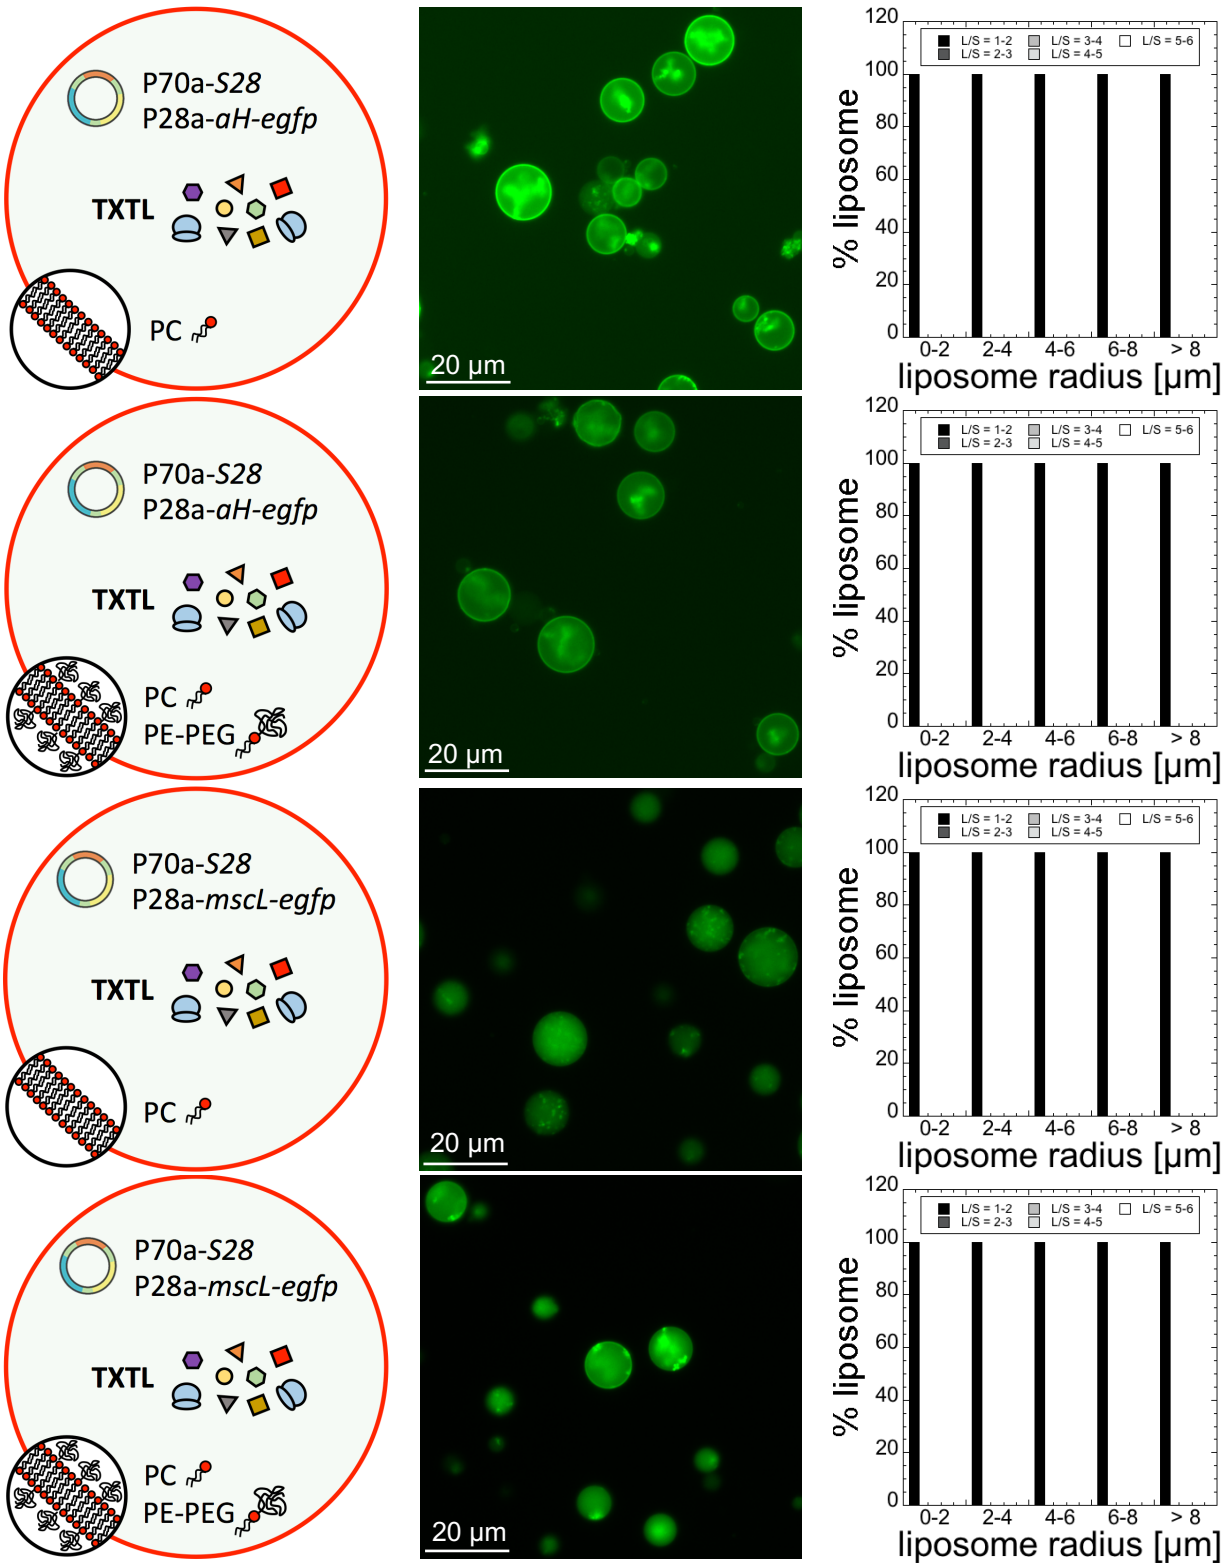 P70a-S28
P28a-aH-egfp
TXTL
PC
20 µm
120
100
80
60
40
20
0
% liposome
L/S = 1-2
L/S = 3-4
L/S = 5-6
L/S = 2-3
L/S = 4-5
0-2
2-4
4-6
6-8
> 8
liposome radius [µm]
P70a-S28
P28a-aH-egfp
TXTL
PC
PE-PEG
20 µm
120
100
80
60
40
20
0
% liposome
L/S = 1-2
L/S = 3-4
L/S = 5-6
L/S = 2-3
L/S = 4-5
0-2
2-4
4-6
6-8
> 8
liposome radius [µm]
P70a-S28
P28a-mscL-egfp
TXTL
PC
20 µm
120
100
80
60
40
20
0
% liposome
L/S = 1-2
L/S = 3-4
L/S = 5-6
L/S = 2-3
L/S = 4-5
0-2
2-4
4-6
6-8
> 8
liposome radius [µm]
P70a-S28
P28a-mscL-egfp
TXTL
PC
PE-PEG
20 µm
120
100
80
60
40
20
0
% liposome
L/S = 1-2
L/S = 3-4
L/S = 5-6
L/S = 2-3
L/S = 4-5
0-2
2-4
4-6
6-8
> 8
liposome radius [µm]